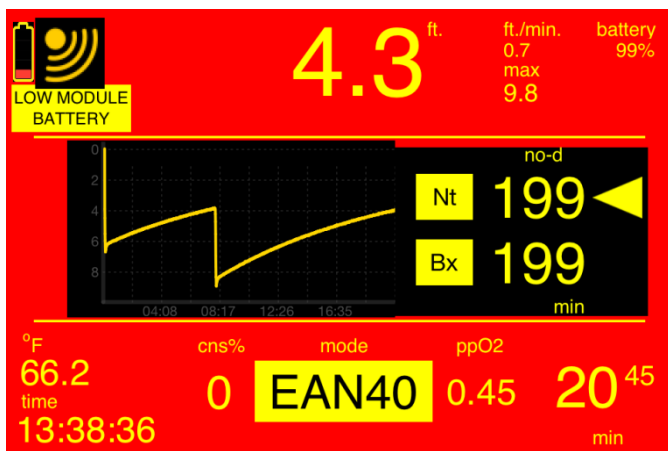 4.3 ft.
ft./min.
0.7
max
9.8
battery
99%
LOW MODULE
BATTERY
0
2
4
6
8
04:08 08:17 12:26 16:35
no-d
Nt 199
Bx 199
min
°F
66.2
time
13:38:36
cns%
0
mode
EAN40
ppO2
0.45
20 45
min